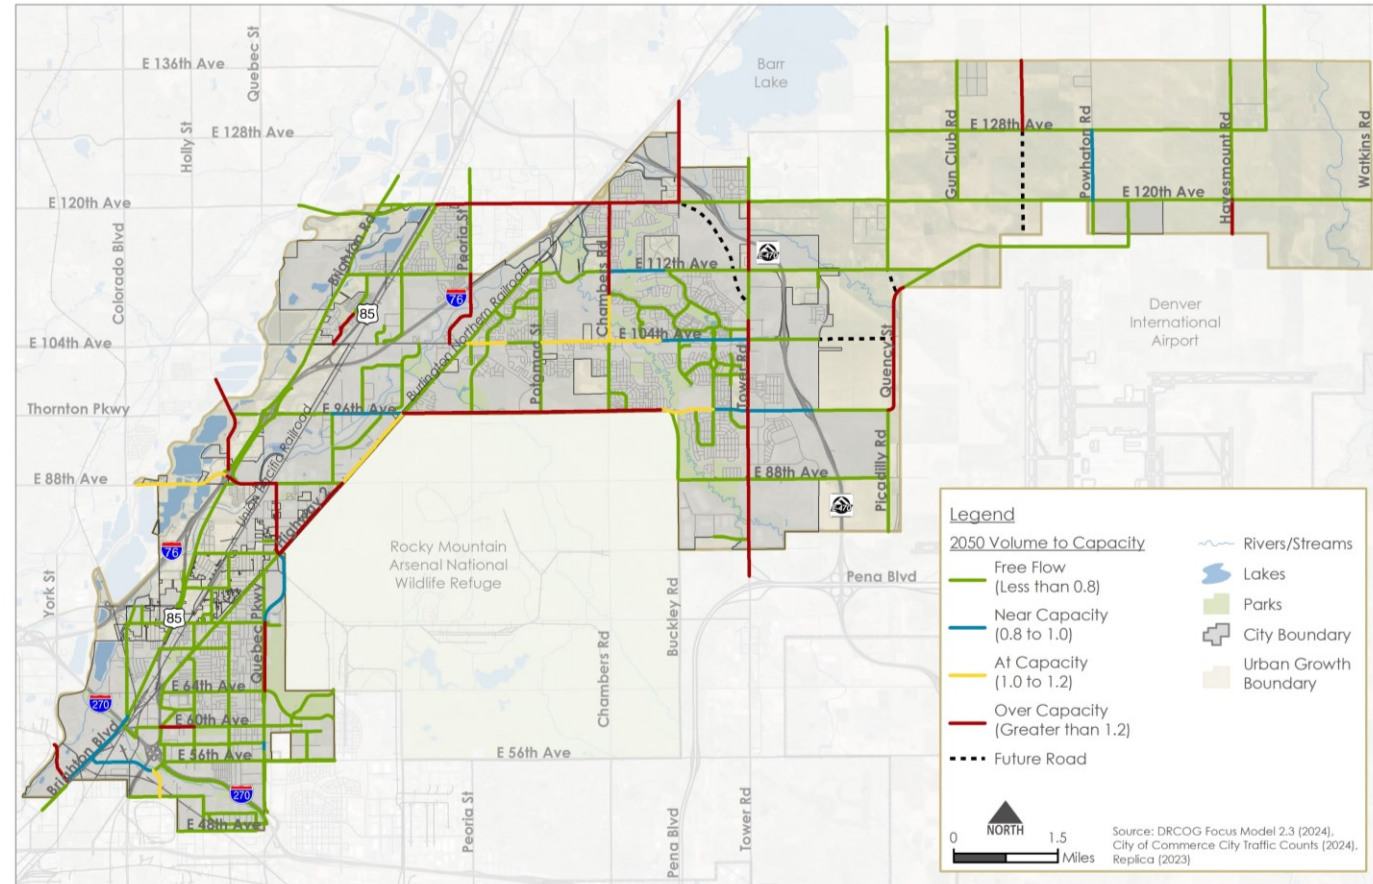 Quebec St
E 136th Ave
Barr
Lake
Holly St
E 128th Ave
E 128th Ave
Gun Club Rd
Powhaton Rd
Hayesmount Rd
Watkins Rd
E 120th Ave
E 120th Ave
Colorado Blvd
Brighton Rd
Peoria St
Chambers Rd
E 112th Ave
E-470
76
85
Burlington Northern Railroad
Denver
International
Airport
E 104th Ave
E 104th Ave
Potomac St
Tower Rd
Quency St
Thornton Pkwy
E 96th Ave
Union Pacific Railroad
E 88th Ave
E 88th Ave
Picadilly Rd
Highway 2
E-470
76
Rocky Mountain
Arsenal National
Wildlife Refuge
York St
85
Quebec Pkwy
Buckley Rd
Pena Blvd
Chambers Rd
E 64th Ave
270
E 60th Ave
Brighton Blvd
E 56th Ave
E 56th Ave
270
E 48th Ave
Peoria St
Pena Blvd
Tower Rd
Legend
2050 Volume to Capacity
Free Flow
(Less than 0.8)
Near Capacity
(0.8 to 1.0)
At Capacity
(1.0 to 1.2)
Over Capacity
(Greater than 1.2)
Future Road
Rivers/Streams
Lakes
Parks
City Boundary
Urban Growth
Boundary
NORTH
0 1.5
Miles
Source: DRCOG Focus Model 2.3 (2024),
City of Commerce City Traffic Counts (2024),
Replica (2023)